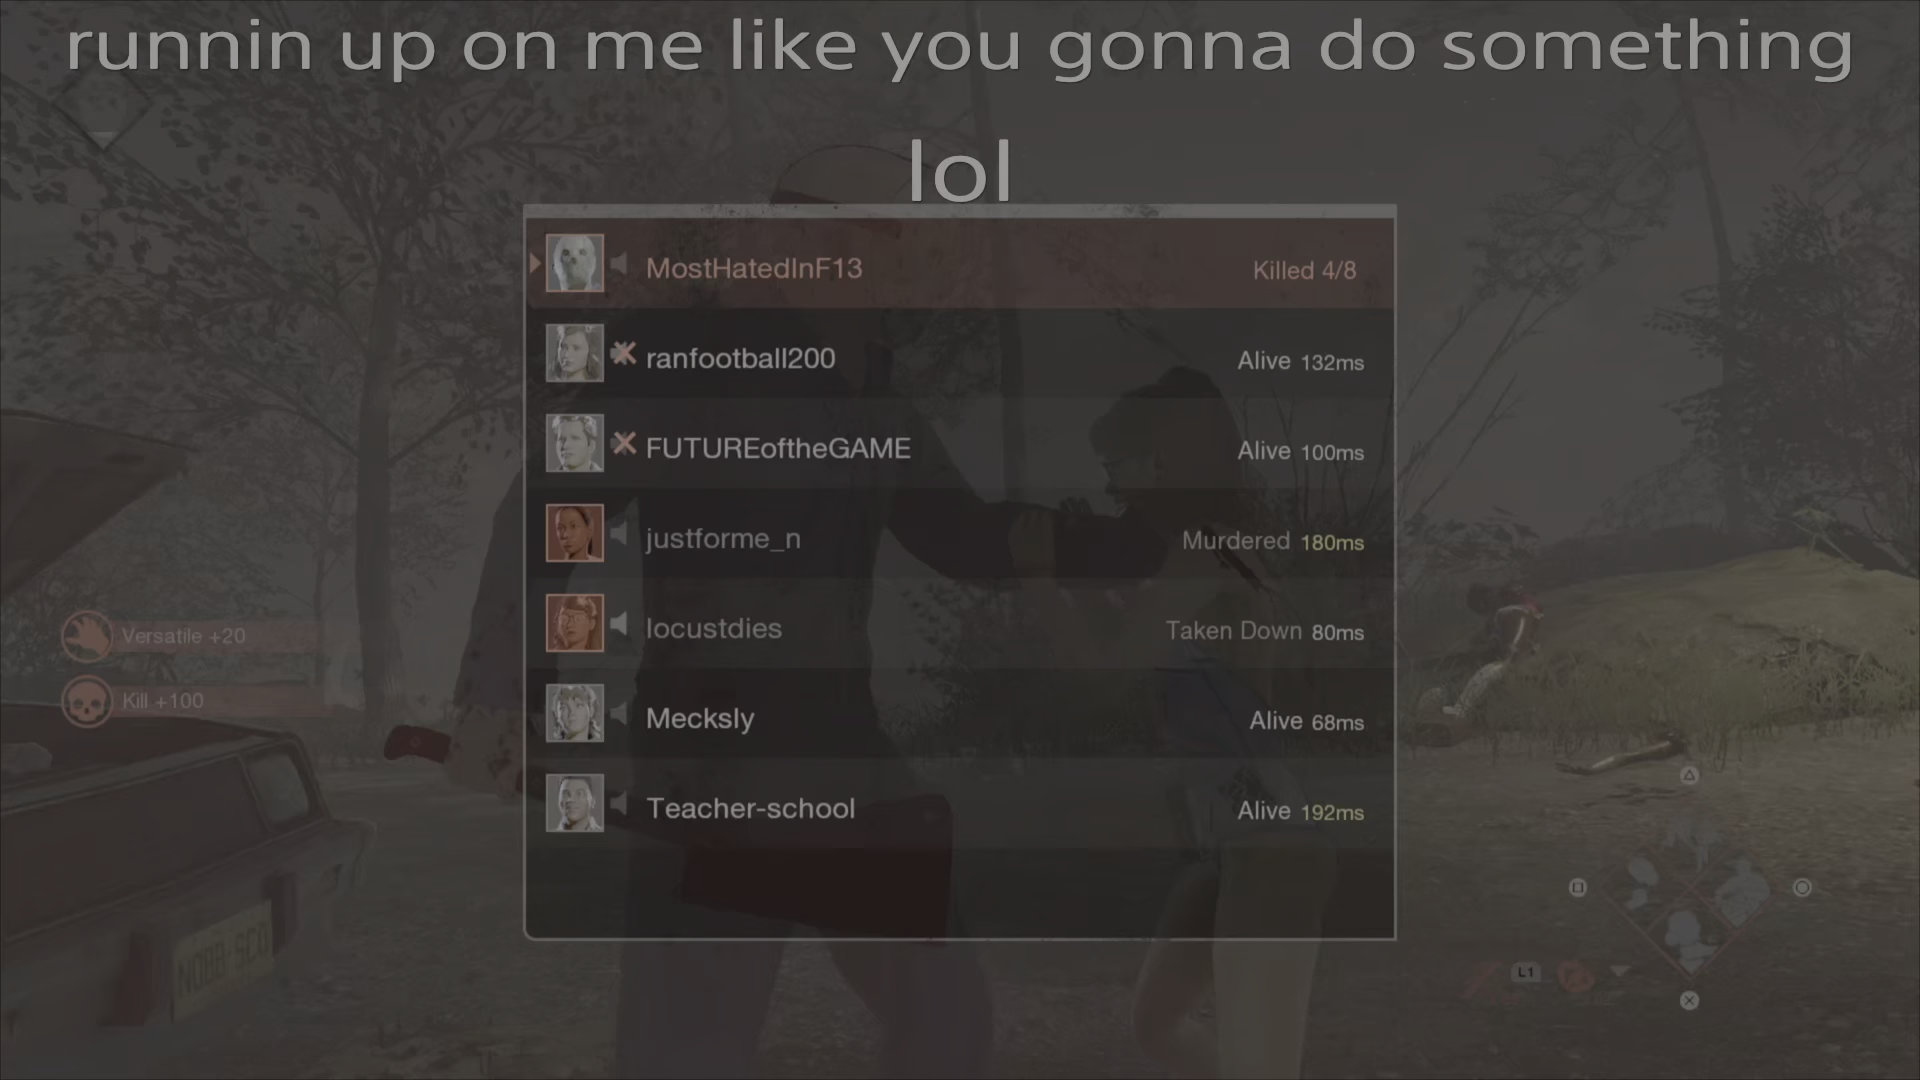 runnin up on me like you gonna do something
lol
MostHatedInF13 Killed 4/8
ranfootball200 Alive 132ms
FUTUREoftheGAME Alive 100ms
justforme_n Murdered 180ms
locustdies Taken Down 80ms
Mecksly Alive 68ms
Teacher-school Alive 192ms
Versatile +20
Kill +100
L1